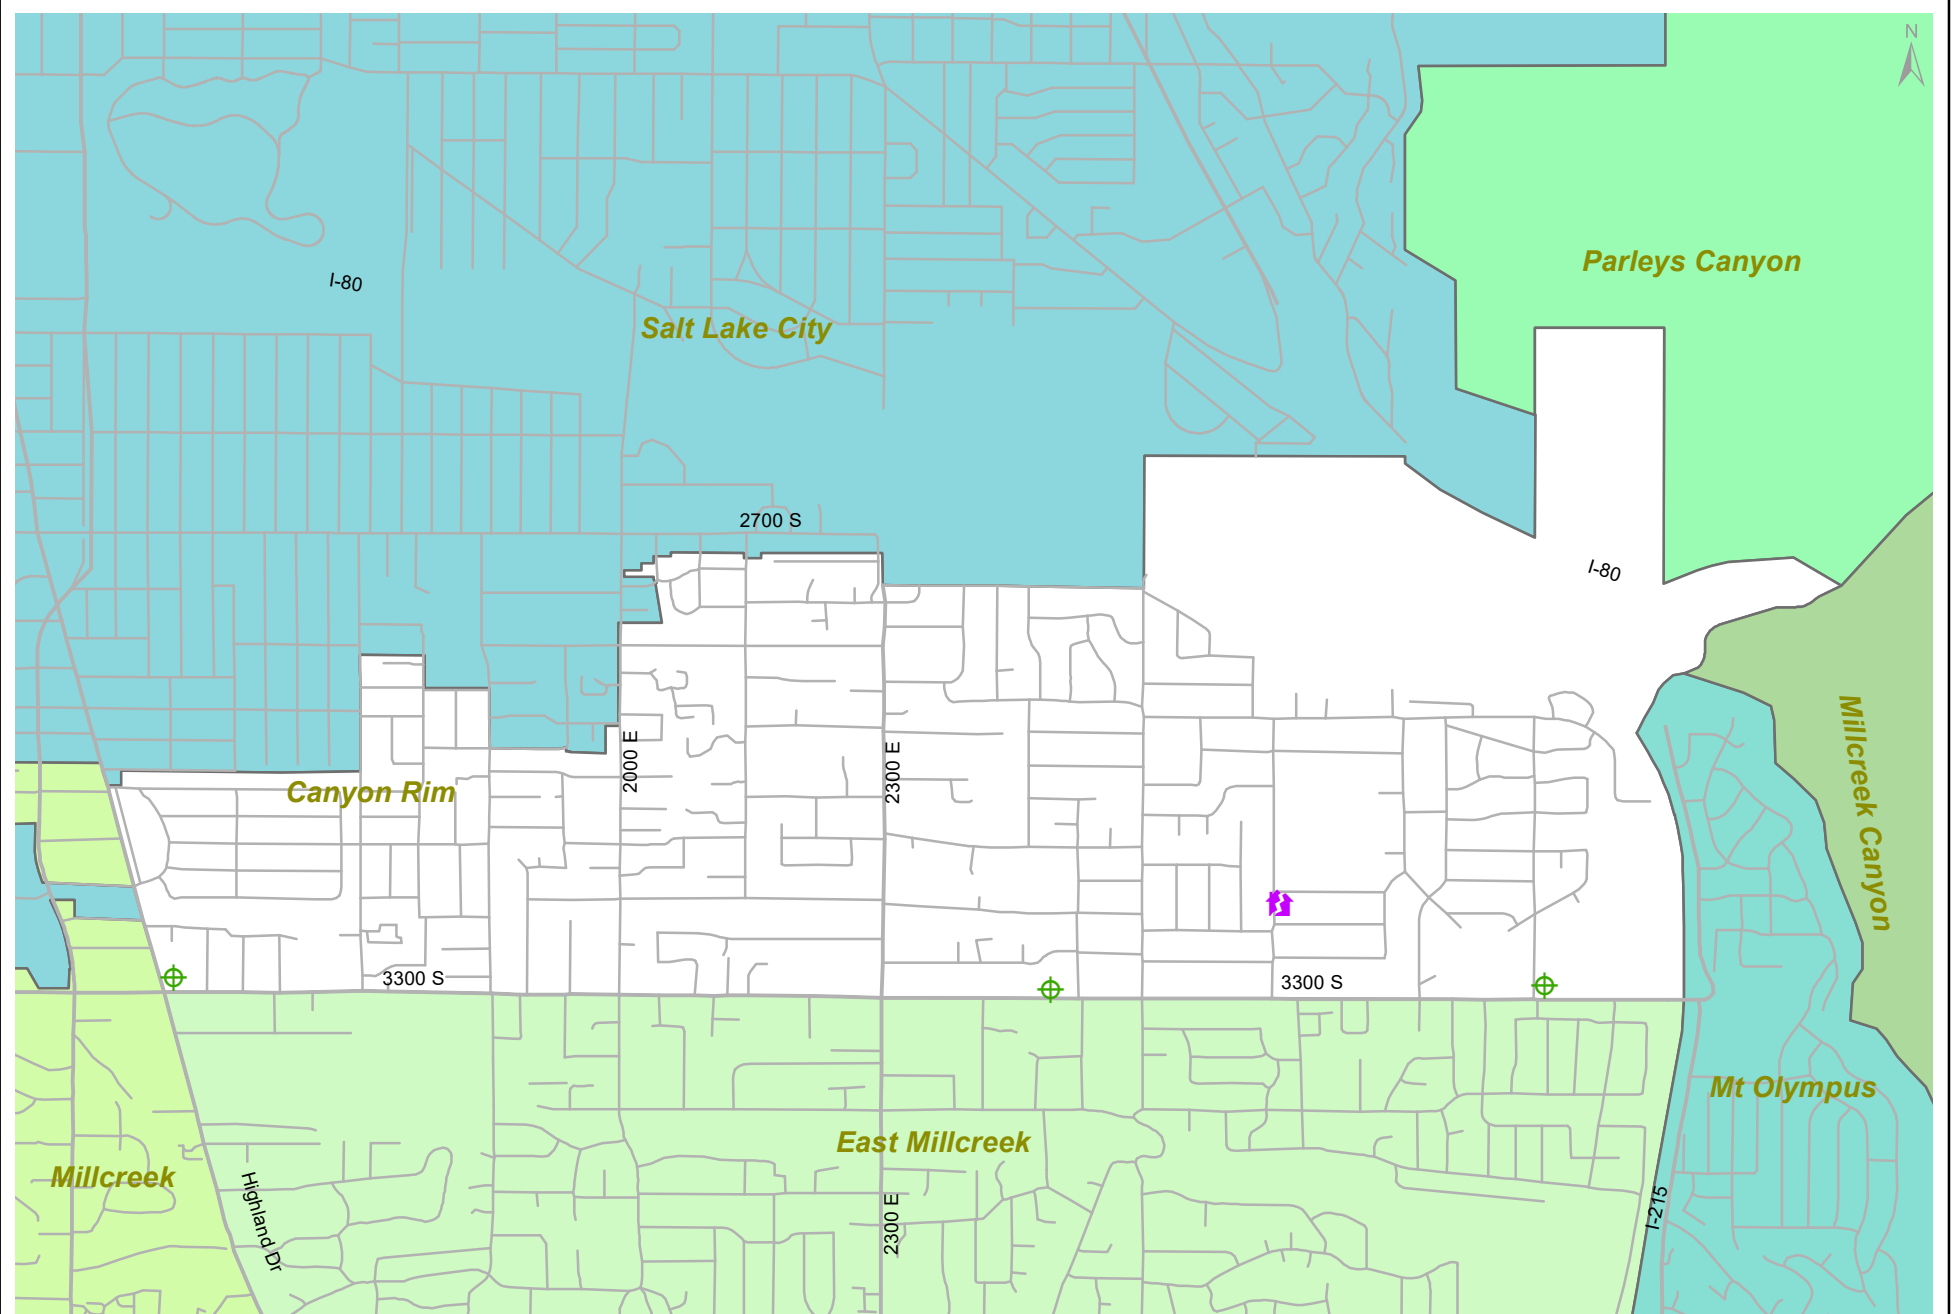 N
Parleys Canyon
I-80
Salt Lake City
2700 S
I-80
Millcreek Canyon
2000 E
2300 E
Canyon Rim
3300 S
3300 S
Mt Olympus
East Millcreek
Millcreek
Highland Dr
2300 E
I-215